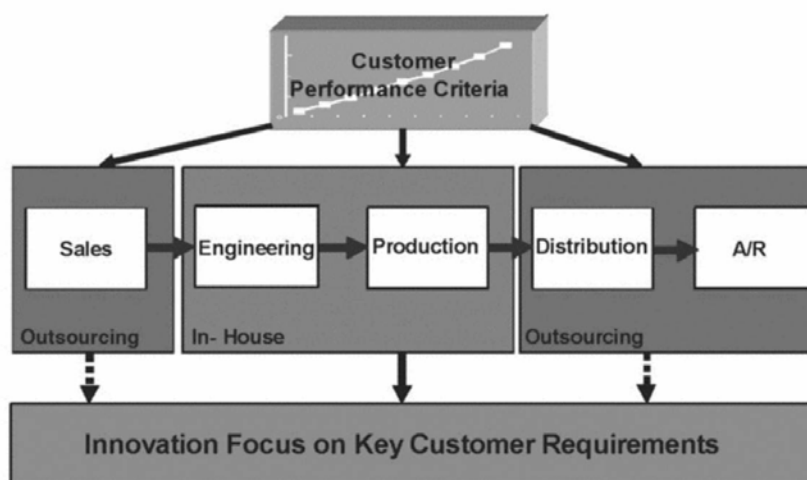 Customer
Performance Criteria
Sales
Engineering
Production
Distribution
A/R
Outsourcing
In- House
Outsourcing
Innovation Focus on Key Customer Requirements